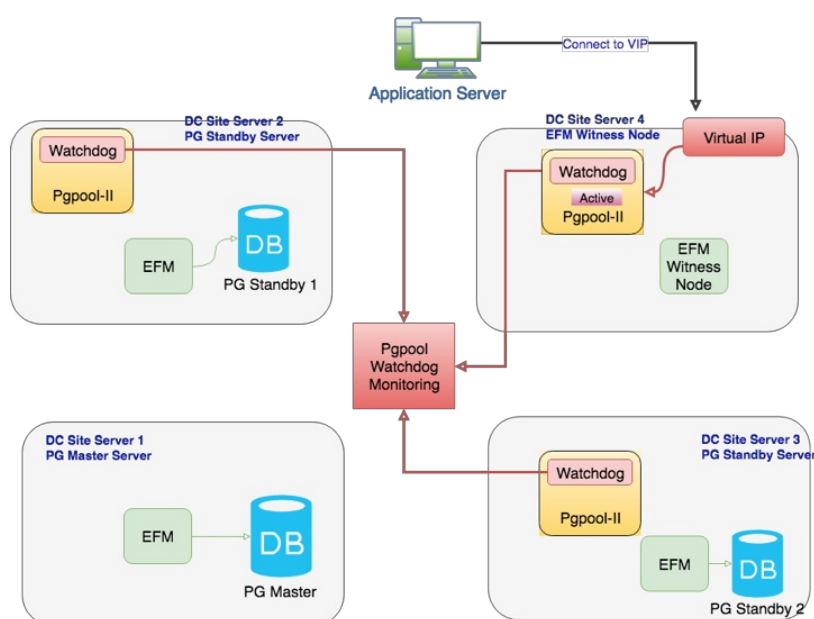 Connect to VIP
Application Server
DC Site Server 2
PG Standby Server
Watchdog
Pgpool-II
EFM
DB
PG Standby 1
DC Site Server 4
EFM Witness Node
Virtual IP
Watchdog
Active
Pgpool-II
EFM
Witness
Node
Pgpool
Watchdog
Monitoring
DC Site Server 1
PG Master Server
EFM
DB
PG Master
DC Site Server 3
PG Standby Server
Watchdog
Pgpool-II
EFM
DB
PG Standby 2